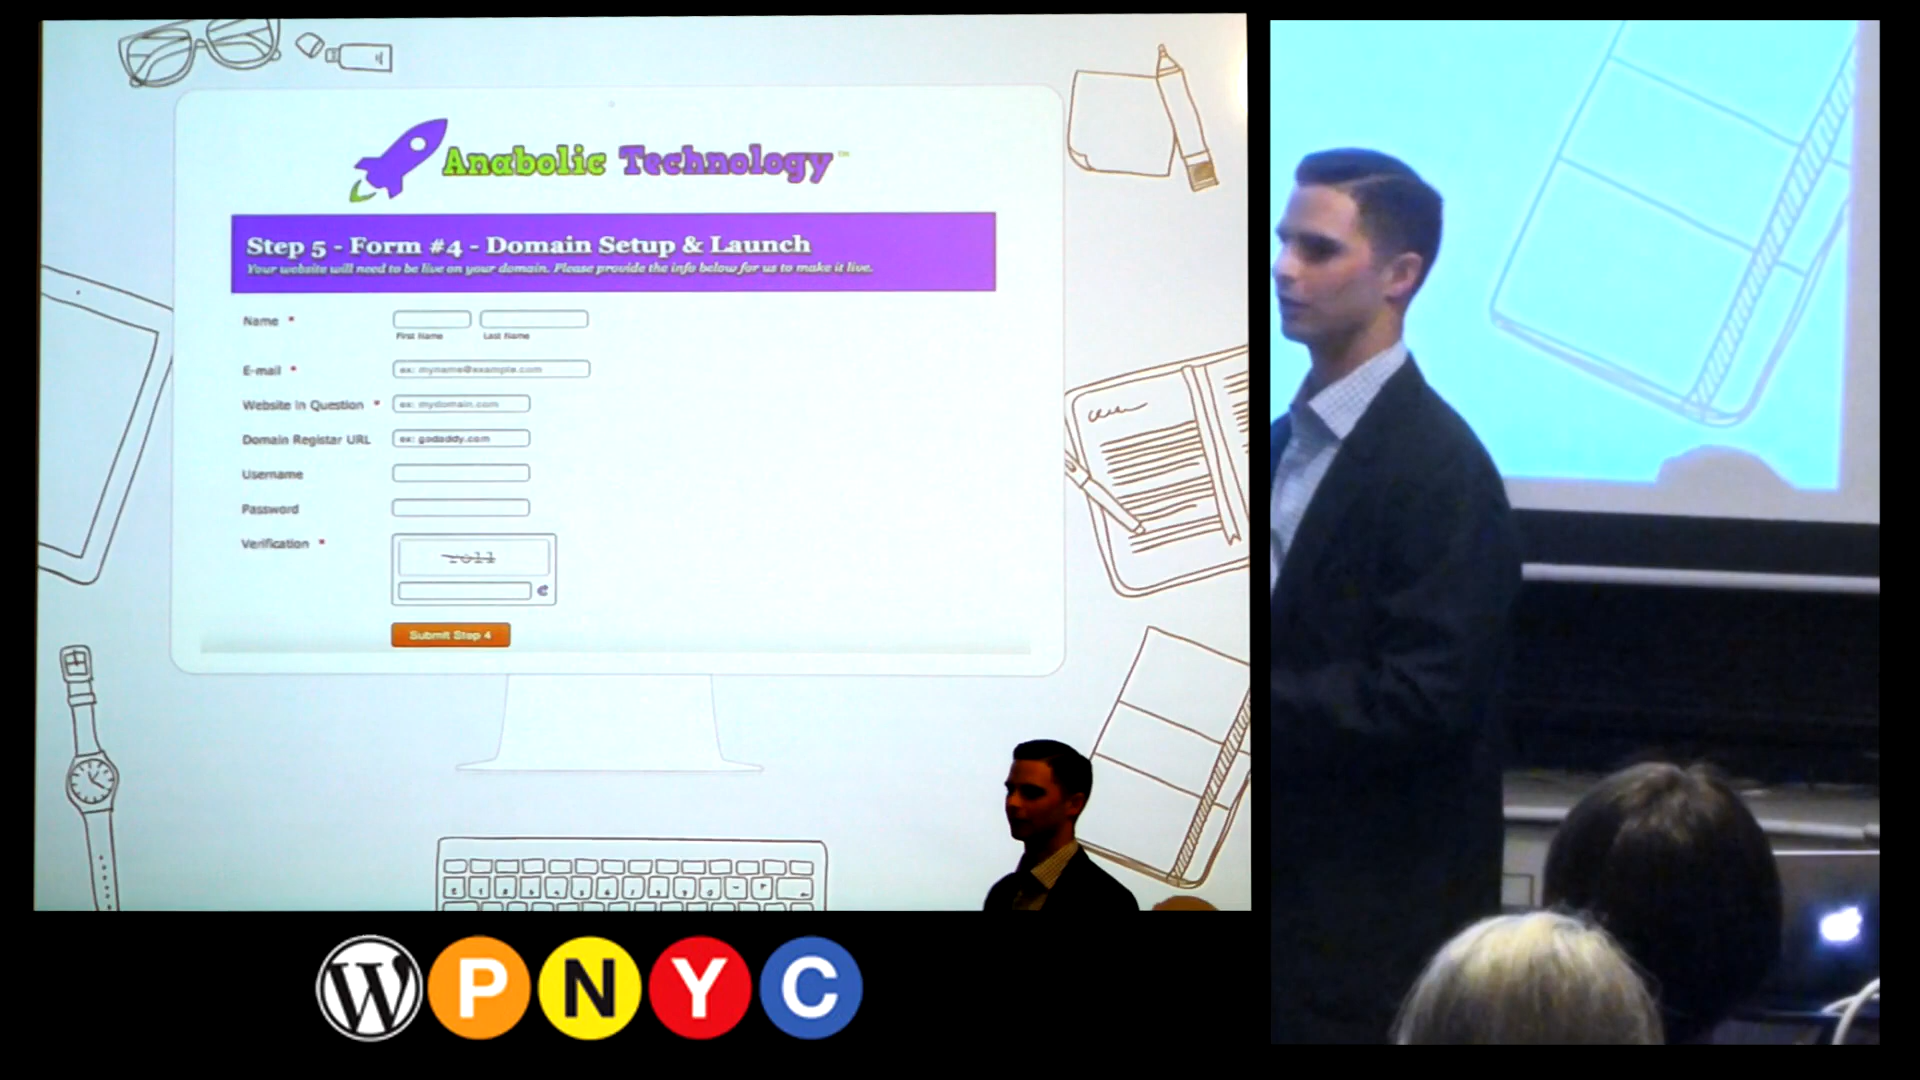 Anabolic Technology™
Step 5 - Form #4 - Domain Setup & Launch
Your website will need to be live on your domain. Please provide the info below for us to make it live.
Name *
First Name Last Name
E-mail * ex: myname@example.com
Website in Question * ex: mydomain.com
Domain Registar URL ex: godaddy.com
Username
Password
Verification *
Submit Step 4
W P N Y C